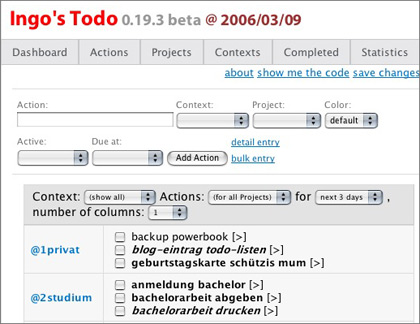 Ingo's Todo 0.19.3 beta @ 2006/03/09
Dashboard Actions Projects Contexts Completed Statistics
about show me the code save changes
Action: Context: Project: Color:
default
Active: Due at: detail entry
Add Action bulk entry
Context: (show all) Actions: (for all Projects) for next 3 days ,
number of columns: 1
@1privat
backup powerbook [>]
blog-eintrag todo-listen [>]
geburtstagskarte schützis mum [>]
@2studium
anmeldung bachelor [>]
bachelorarbeit abgeben [>]
bachelorarbeit drucken [>]